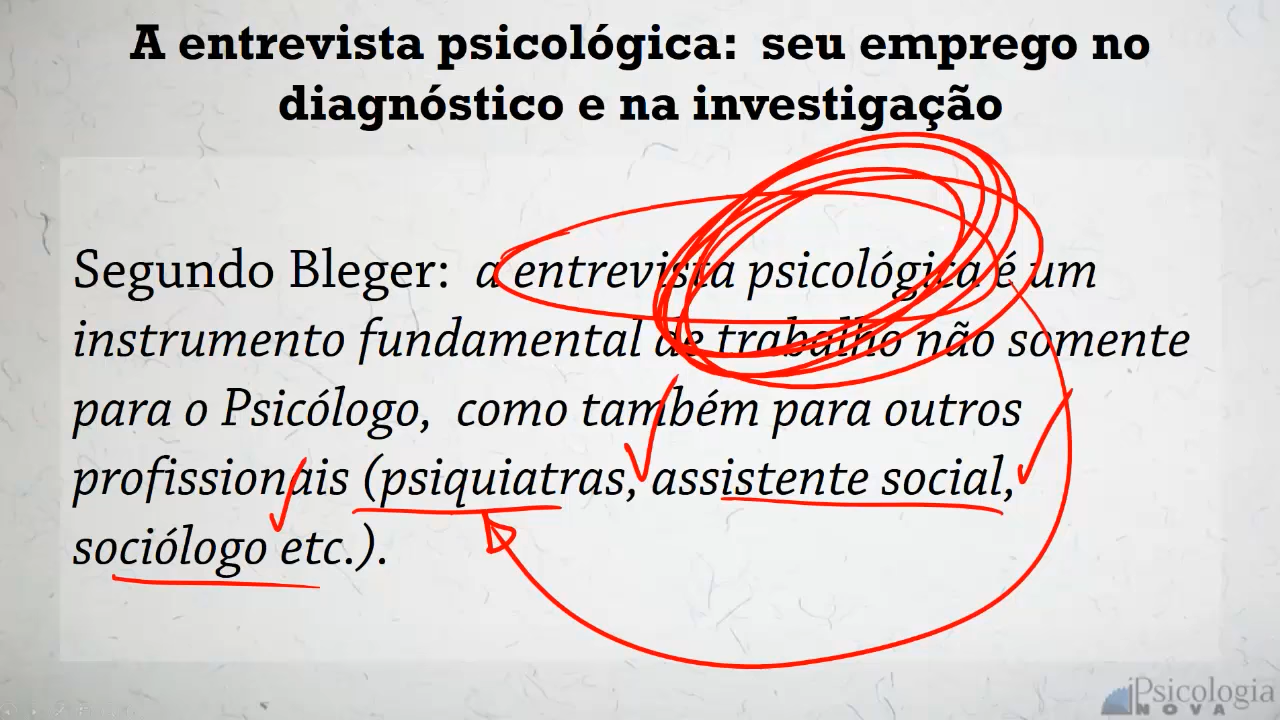 A entrevista psicológica: seu emprego no
diagnóstico e na investigação
Segundo Bleger: a entrevista psicológica é um
instrumento fundamental de trabalho não somente
para o Psicólogo, como também para outros
profissionais (psiquiatras, assistente social,
sociólogo etc.).
Psicologia
NOVA